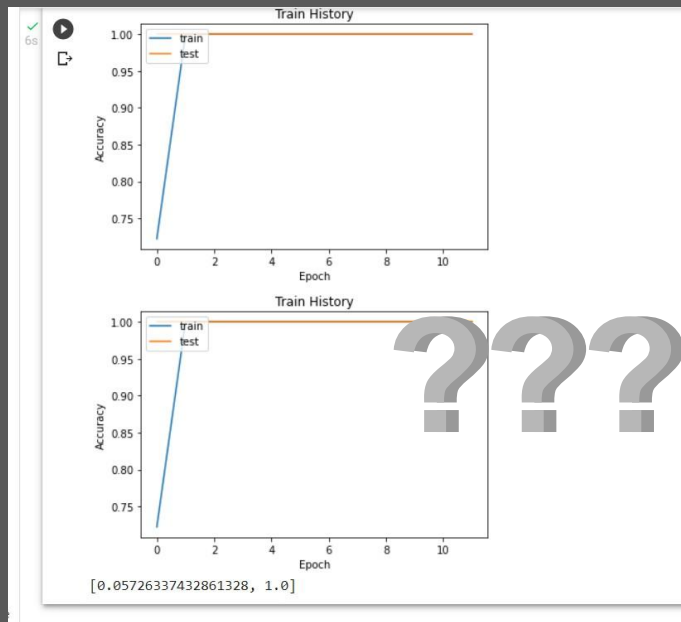 6s
Train History
1.00
0.95
0.90
0.85
0.80
0.75
Accuracy
train
test
0 2 4 6 8 10
Epoch
Train History
1.00
0.95
0.90
0.85
0.80
0.75
Accuracy
train
test
0 2 4 6 8 10
Epoch
???
[0.05726337432861328, 1.0]